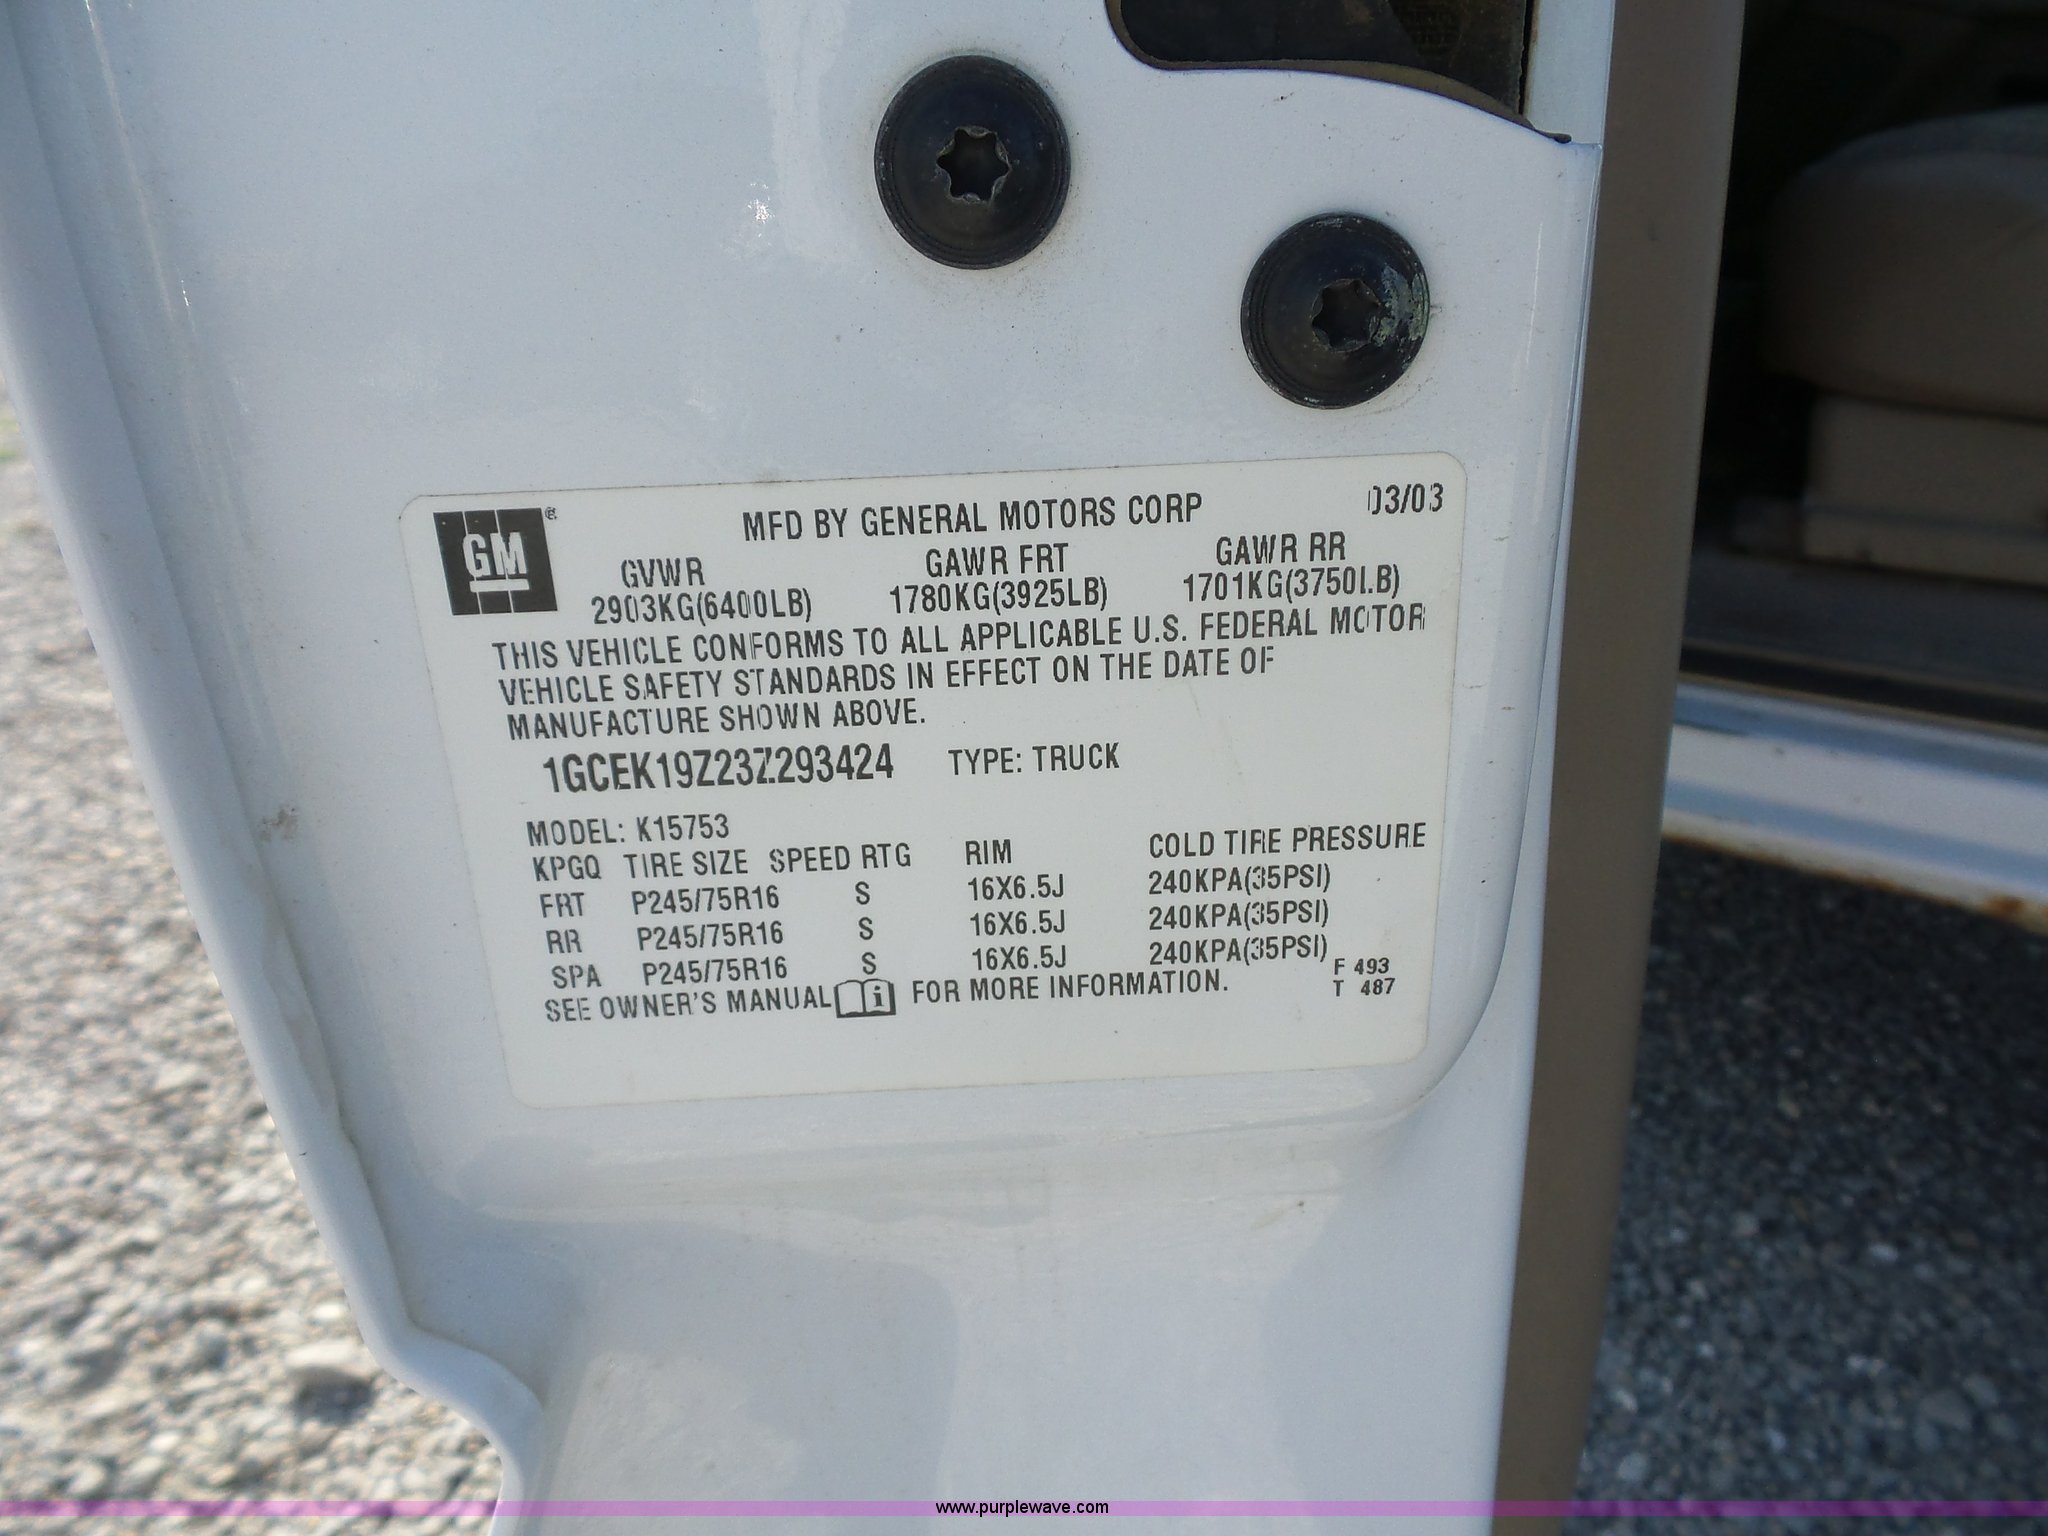 GM®
MFD BY GENERAL MOTORS CORP 03/03
GVWR GAWR FRT GAWR RR
2903KG(6400LB) 1780KG(3925LB) 1701KG(3750LB)
THIS VEHICLE CONFORMS TO ALL APPLICABLE U.S. FEDERAL MOTOR
VEHICLE SAFETY STANDARDS IN EFFECT ON THE DATE OF
MANUFACTURE SHOWN ABOVE.
1GCEK19Z23Z293424 TYPE: TRUCK
MODEL: K15753
KPGQ TIRE SIZE SPEED RTG RIM COLD TIRE PRESSURE
FRT P245/75R16 S 16X6.5J 240KPA(35PSI)
RR P245/75R16 S 16X6.5J 240KPA(35PSI)
SPA P245/75R16 S 16X6.5J 240KPA(35PSI)
SEE OWNER'S MANUAL i FOR MORE INFORMATION.
F 493
T 487
www.purplewave.com